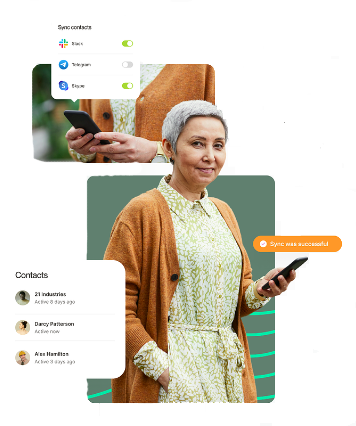 Sync contacts
Slack
Telegram
Skype
Sync was successful
Contacts
21 Industries
Active 8 days ago
Darcy Patterson
Active now
Alex Hamilton
Active 3 days ago